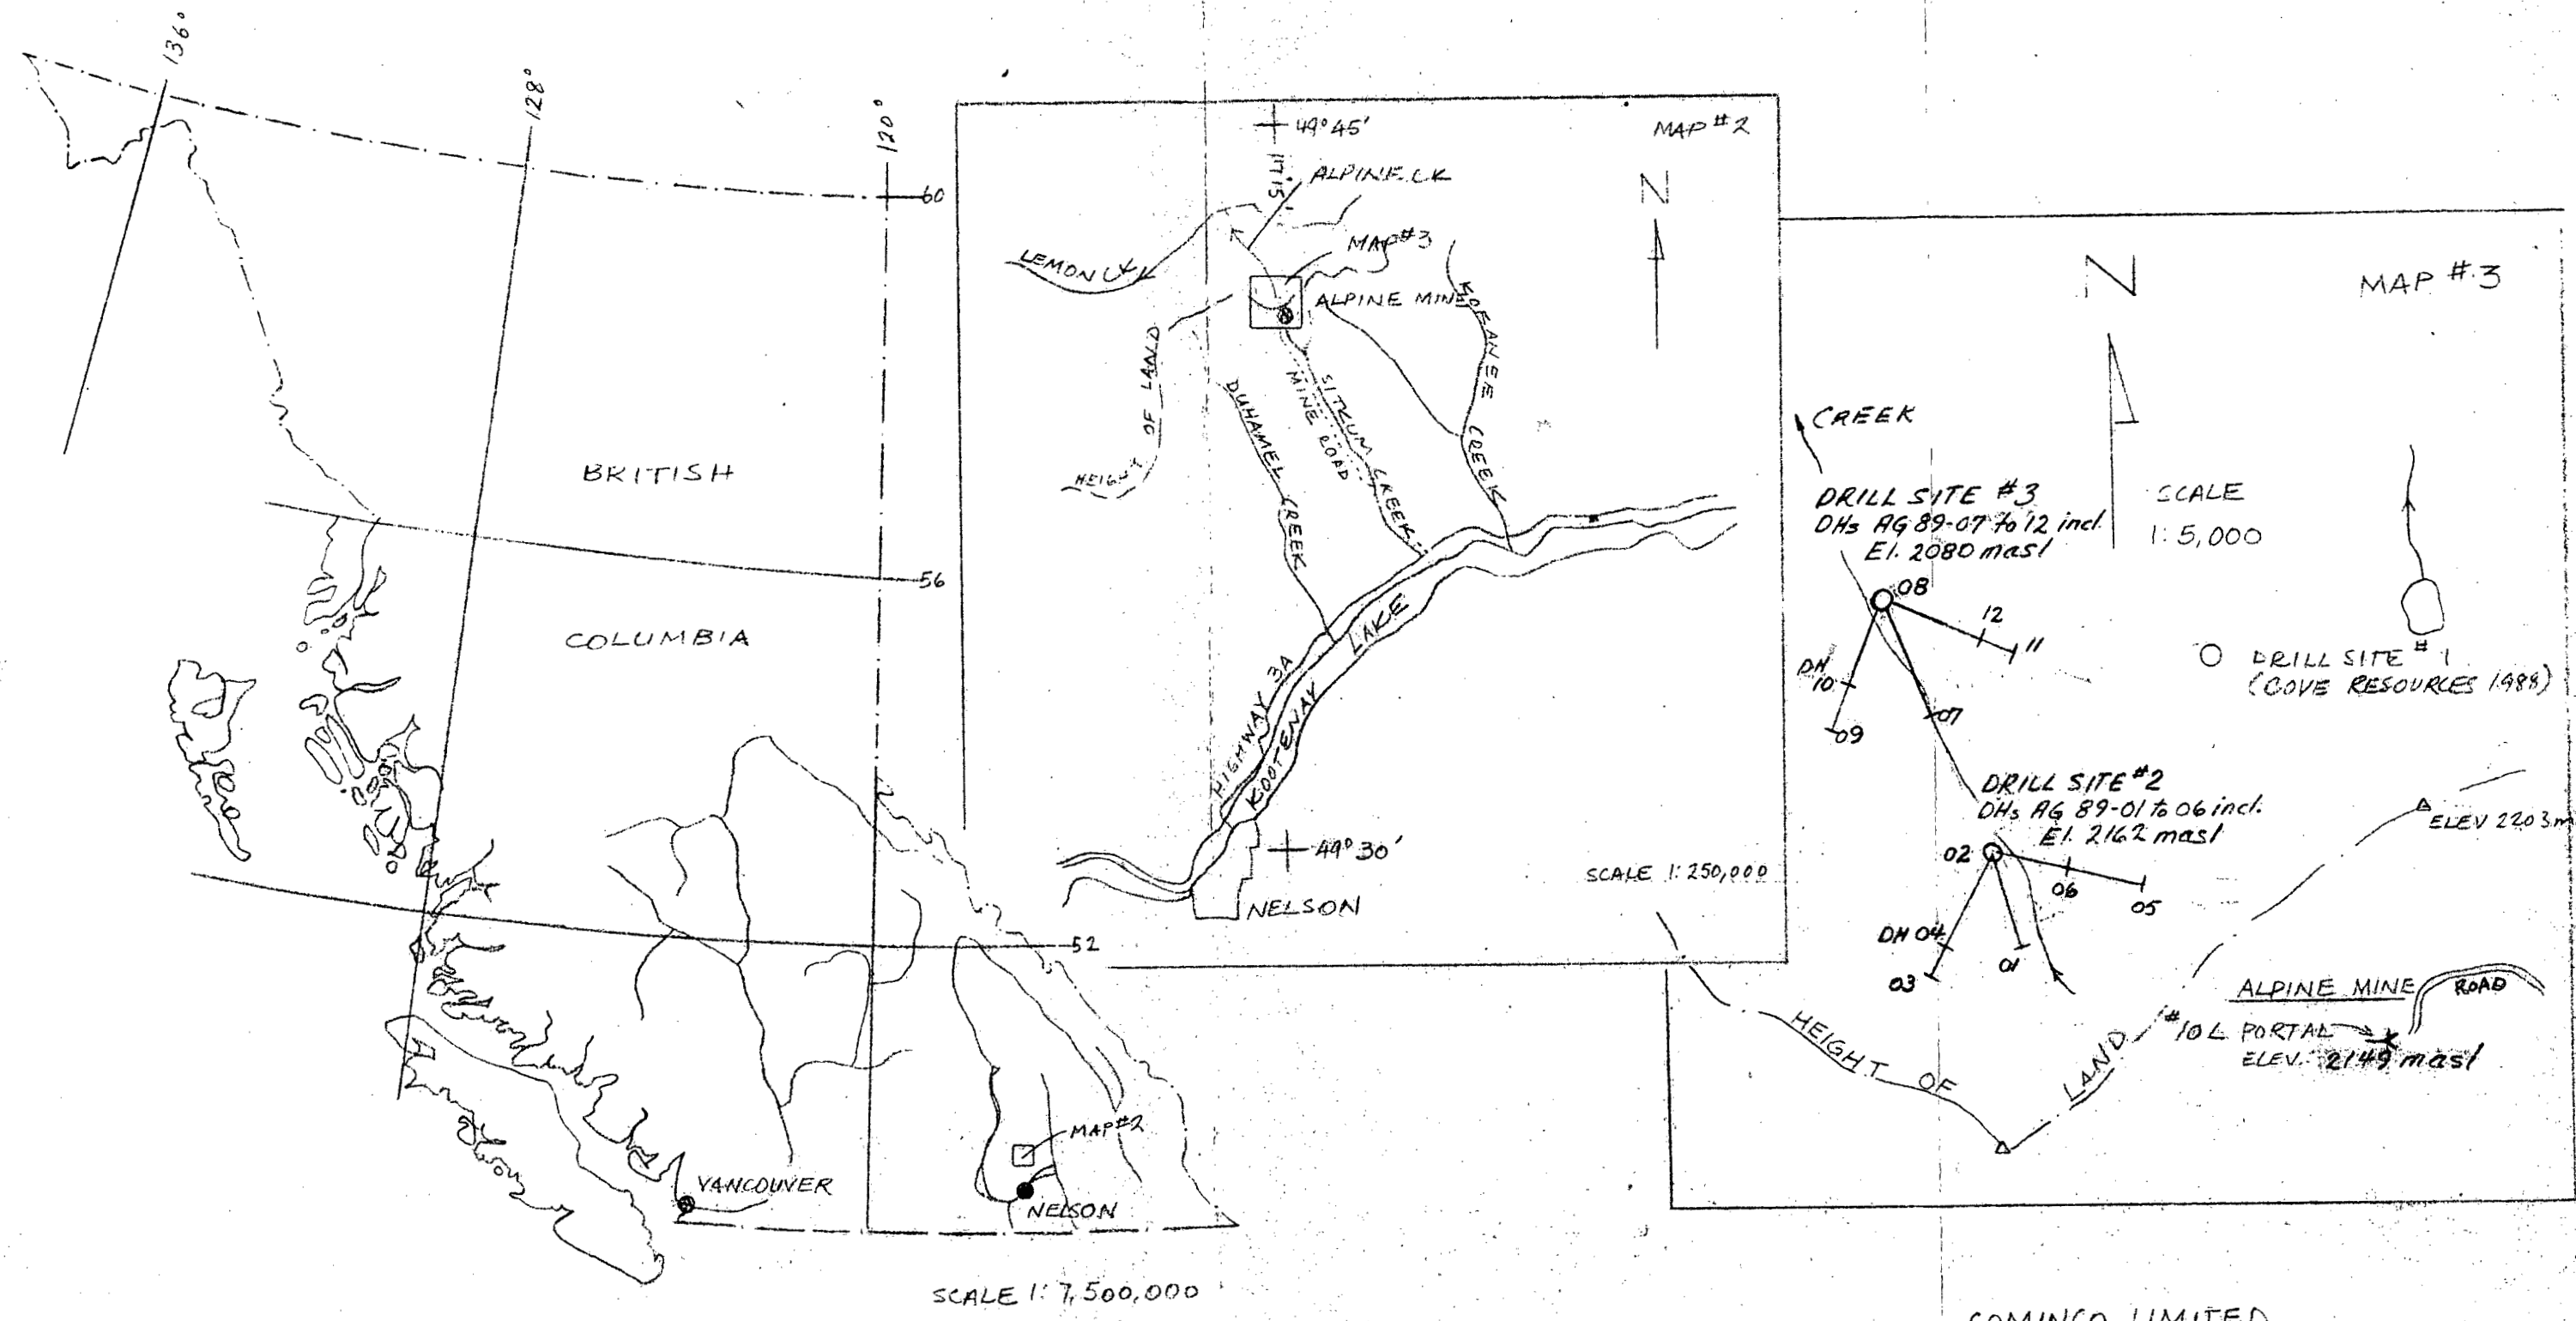 136°
128°
120°
60
BRITISH
56
COLUMBIA
52
MAP #2
VANCOUVER
NELSON
SCALE 1: 7,500,000
49° 45'
MAP #2
ALPINE CK
N
MAP #3
LEMON CK
ALPINE MINE
KOKANEE CREEK
HEIGHT OF LAND
DUHAMEL CREEK
MINE ROAD
SITKUM CREEK
HIGHWAY 3A
KOOTENAY LAKE
49° 30'
SCALE 1: 250,000
NELSON
N
MAP #3
CREEK
DRILL SITE #3
DHs AG 89-07 to 12 incl.
El. 2080 masl
SCALE
1: 5,000
08
12
11
DH
10
09
07
DRILL SITE #1
(COVE RESOURCES 1988)
DRILL SITE #2
DHs AG 89-01 to 06 incl.
El. 2162 masl
ELEV 2203 m
02
06
05
DH 04
03
01
ALPINE MINE
ROAD
#10 L PORTAL
ELEV. 2149 masl
HEIGHT OF LAND
COMINCO LIMITED